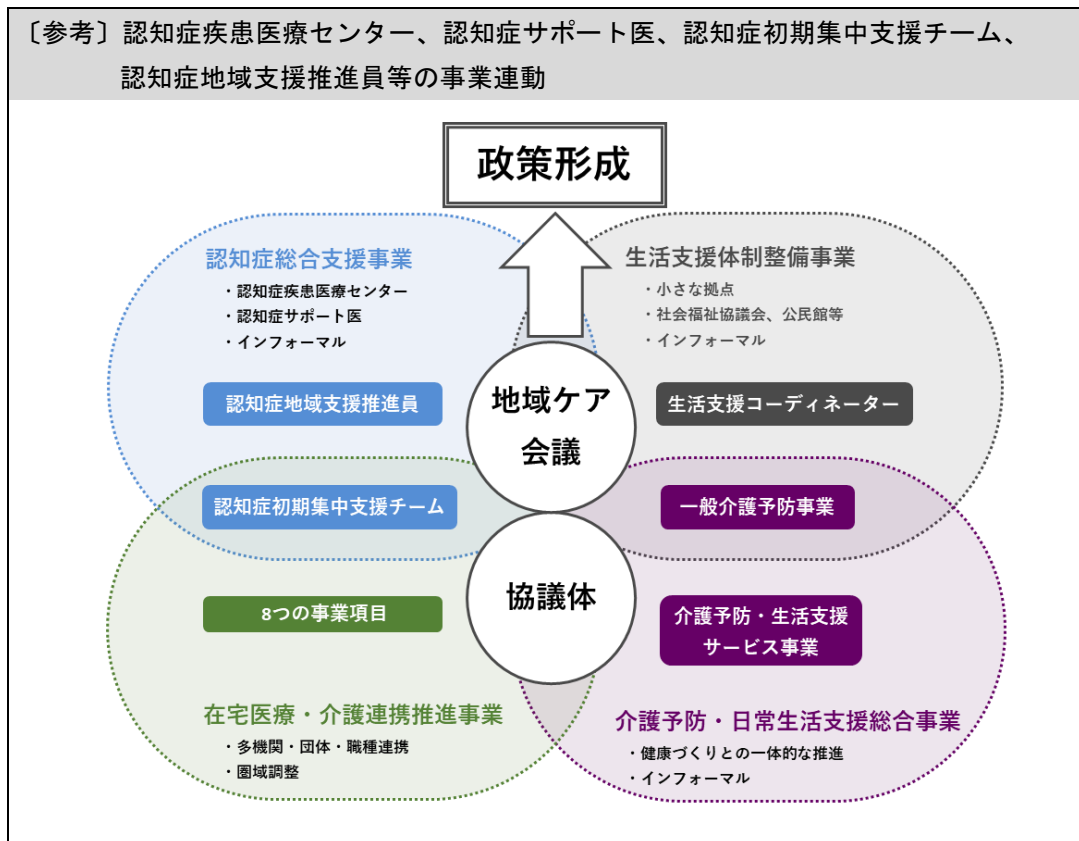 〔参考〕認知症疾患医療センター、認知症サポート医、認知症初期集中支援チーム、
認知症地域支援推進員等の事業連動
政策形成
認知症総合支援事業
・認知症疾患医療センター
・認知症サポート医
・インフォーマル
認知症地域支援推進員
認知症初期集中支援チーム
生活支援体制整備事業
・小さな拠点
・社会福祉協議会、公民館等
・インフォーマル
生活支援コーディネーター
一般介護予防事業
地域ケア
会議
協議体
8つの事業項目
在宅医療・介護連携推進事業
・多機関・団体・職種連携
・圏域調整
介護予防・生活支援
サービス事業
介護予防・日常生活支援総合事業
・健康づくりとの一体的な推進
・インフォーマル